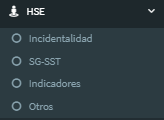 HSE
Incidentalidad
SG-SST
Indicadores
Otros